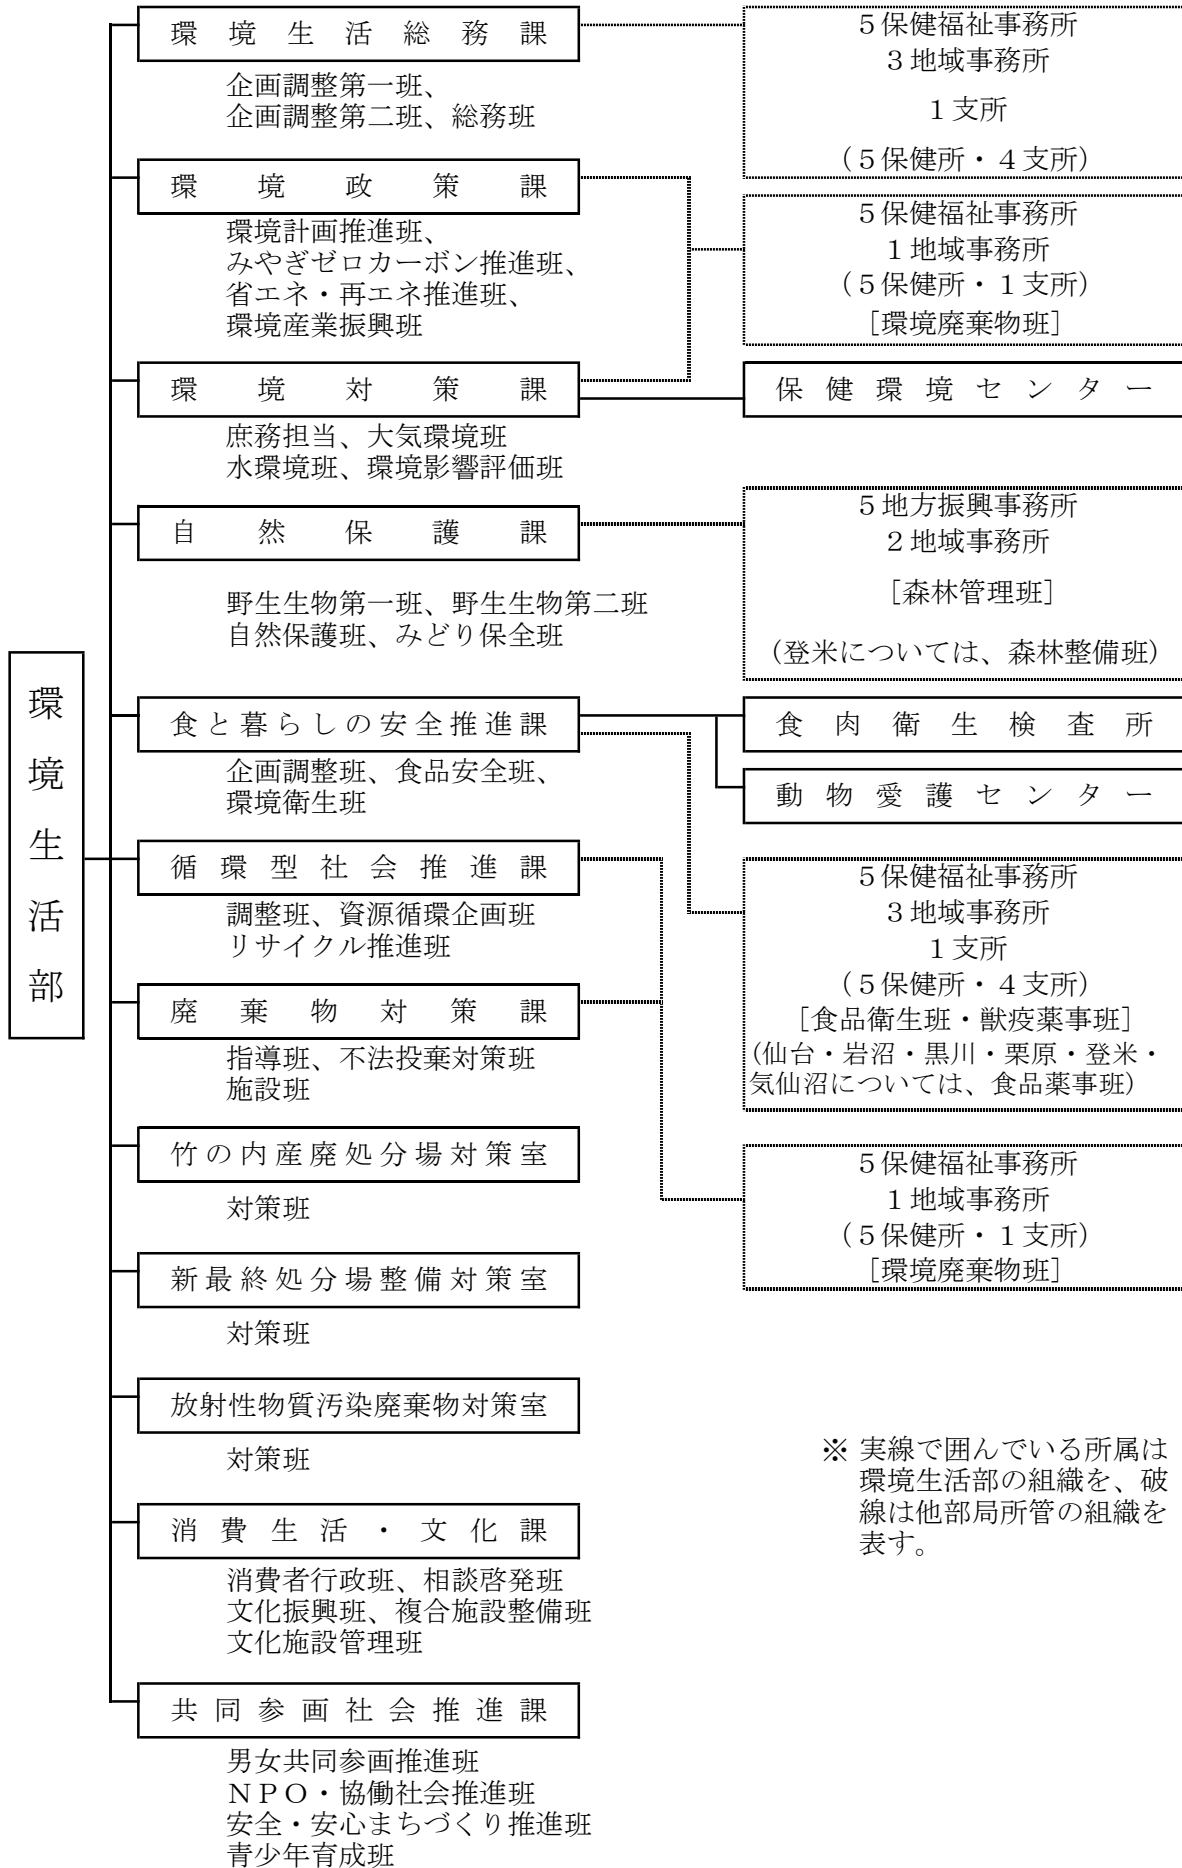 環境生活部
環境生活総務課
企画調整第一班、
企画調整第二班、総務班
５保健福祉事務所
３地域事務所
１支所
（５保健所・４支所）
環境政策課
環境計画推進班、
みやぎゼロカーボン推進班、
省エネ・再エネ推進班、
環境産業振興班
５保健福祉事務所
１地域事務所
（５保健所・１支所）
［環境廃棄物班］
環境対策課
庶務担当、大気環境班
水環境班、環境影響評価班
保健環境センター
自然保護課
野生生物第一班、野生生物第二班
自然保護班、みどり保全班
５地方振興事務所
２地域事務所
［森林管理班］
（登米については、森林整備班）
食と暮らしの安全推進課
企画調整班、食品安全班、
環境衛生班
食肉衛生検査所
動物愛護センター
循環型社会推進課
調整班、資源循環企画班
リサイクル推進班
５保健福祉事務所
３地域事務所
１支所
（５保健所・４支所）
［食品衛生班・獣疫薬事班］
（仙台・岩沼・黒川・栗原・登米・
気仙沼については、食品薬事班）
廃棄物対策課
指導班、不法投棄対策班
施設班
竹の内産廃処分場対策室
対策班
５保健福祉事務所
１地域事務所
（５保健所・１支所）
［環境廃棄物班］
新最終処分場整備対策室
対策班
放射性物質汚染廃棄物対策室
対策班
※ 実線で囲んでいる所属は
環境生活部の組織を、破
線は他部局所管の組織を
表す。
消費生活・文化課
消費者行政班、相談啓発班
文化振興班、複合施設整備班
文化施設管理班
共同参画社会推進課
男女共同参画推進班
ＮＰＯ・協働社会推進班
安全・安心まちづくり推進班
青少年育成班